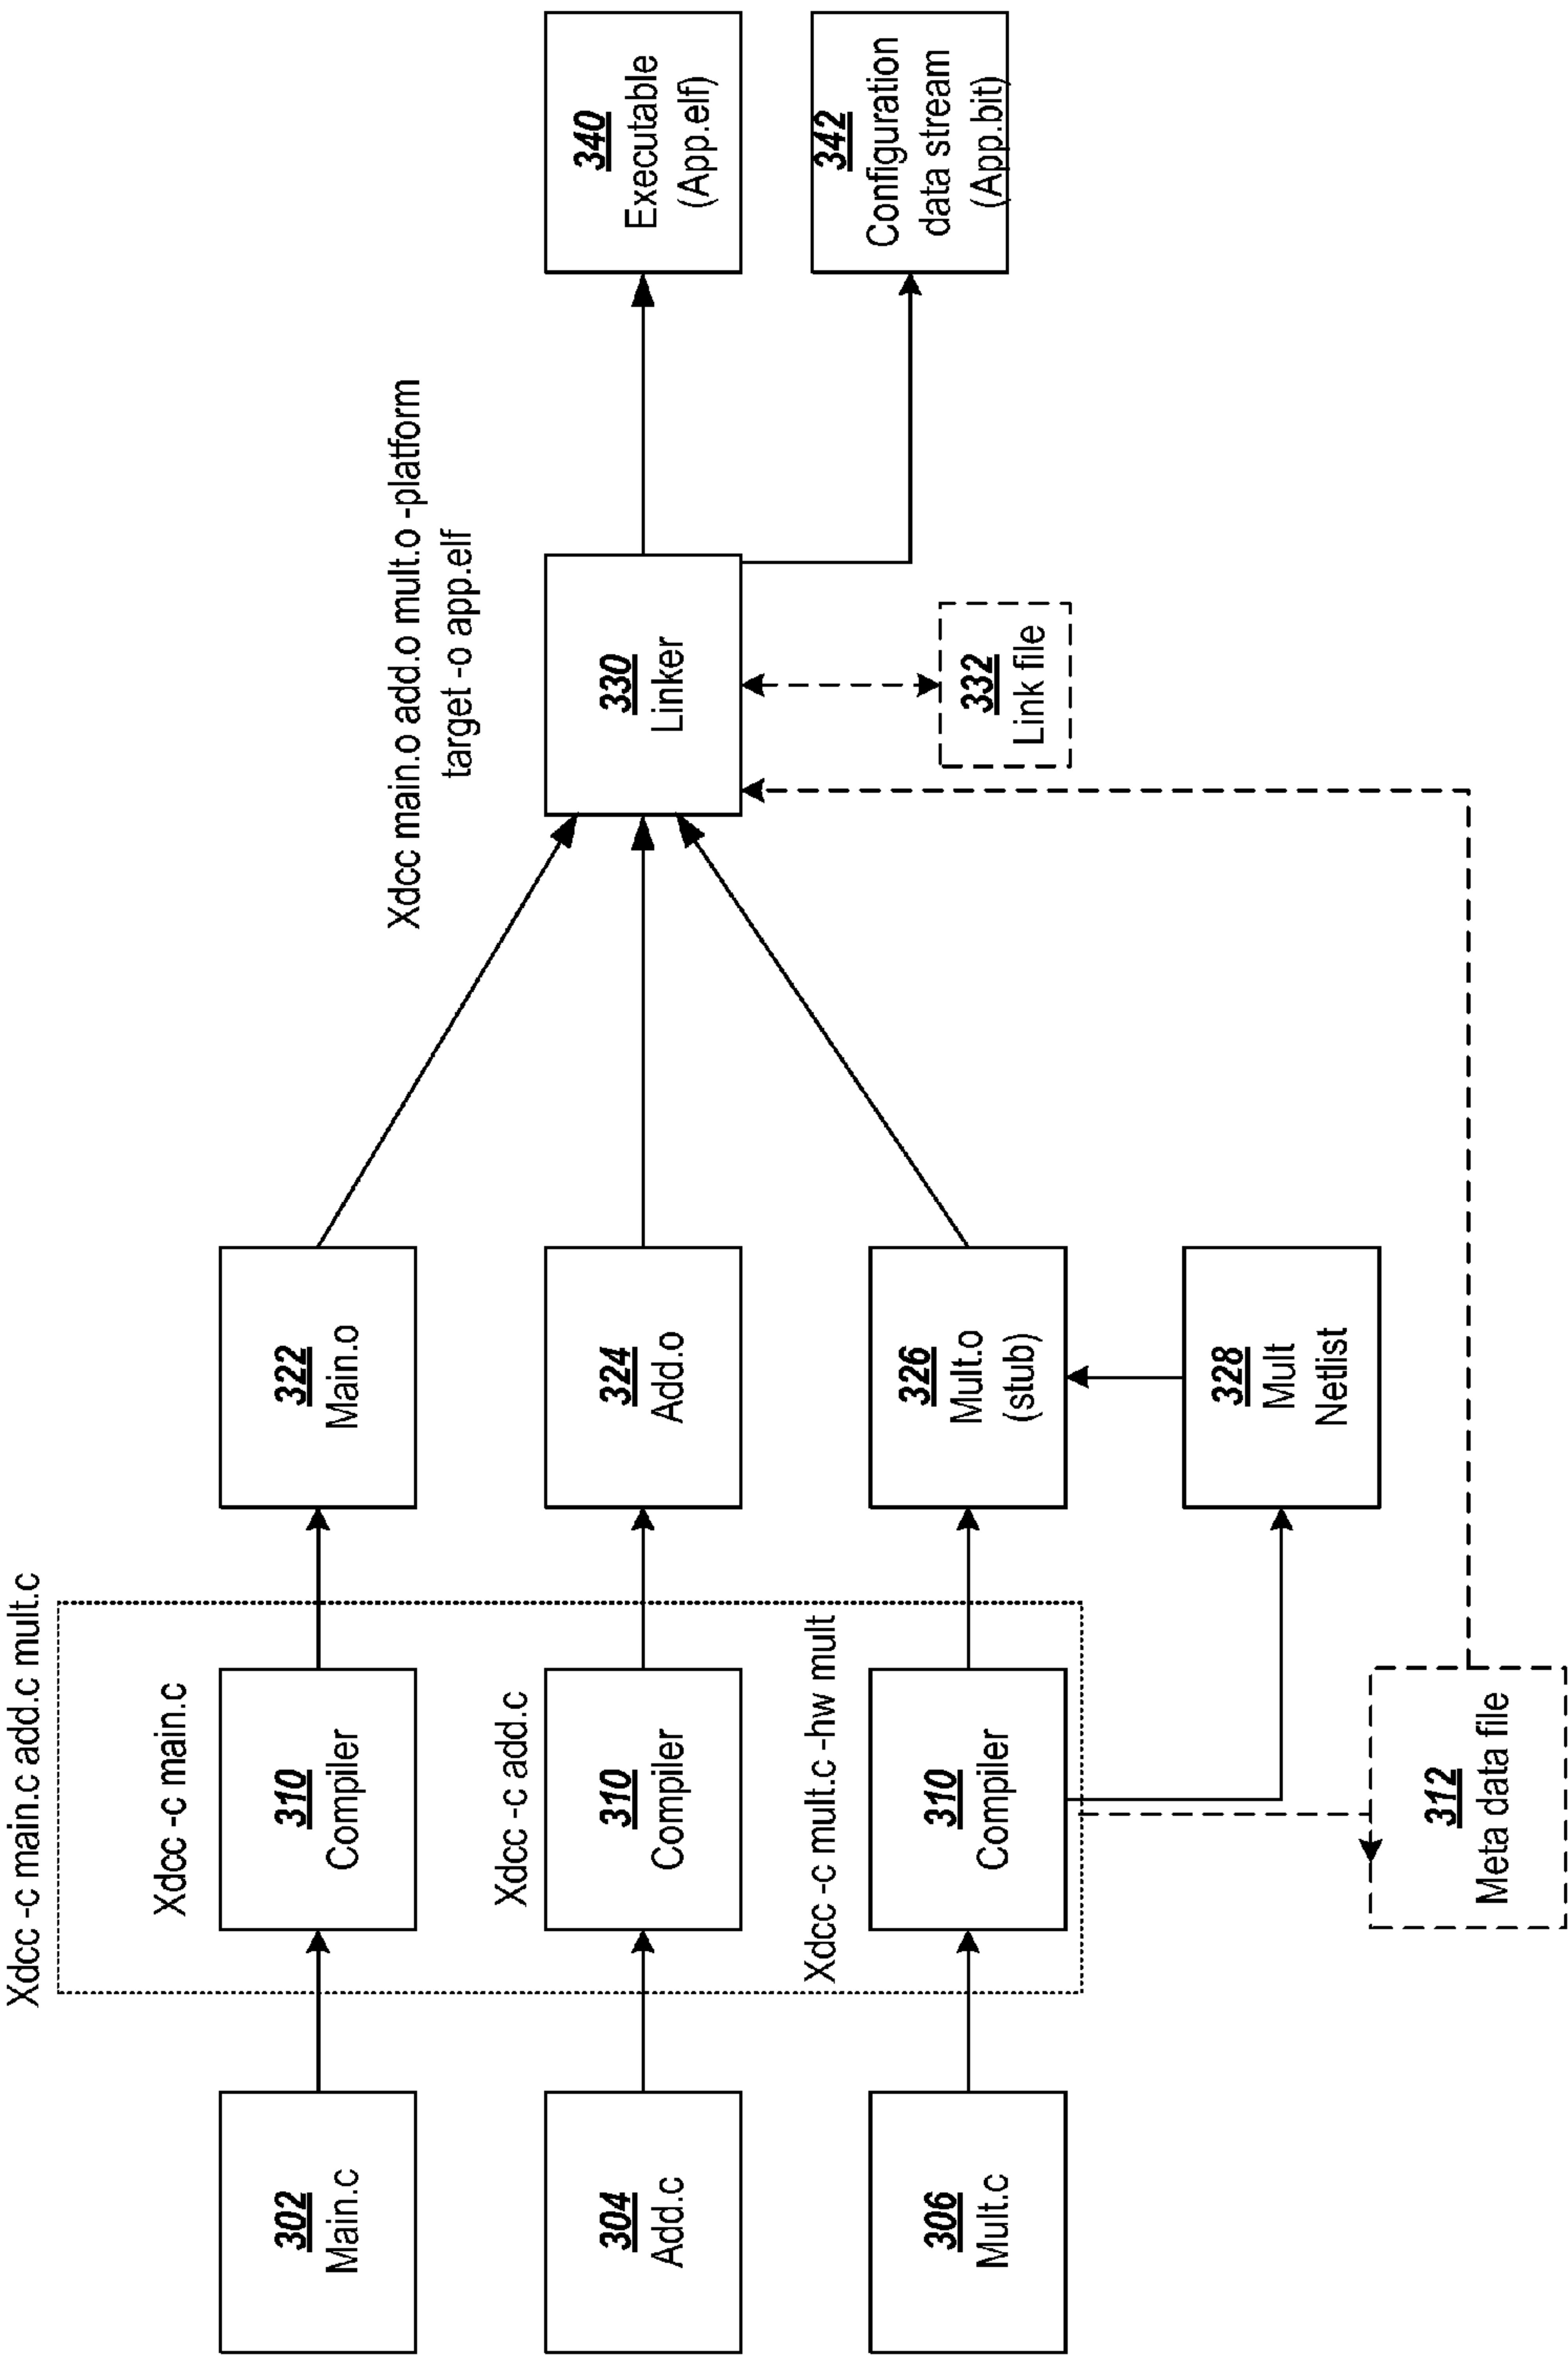 Xdcc -c main.c add.c mult.c
Xdcc -c main.c
302
Main.c
310
Compiler
322
Main.o
Xdcc main.o add.o mult.o -platform
target -o app.elf
Xdcc -c add.c
304
Add.c
310
Compiler
324
Add.o
330
Linker
340
Executable
(App.elf)
Xdcc -c mult.c -hw mult
306
Mult.c
310
Compiler
326
Mult.o
(stub)
332
Link file
342
Configuration
data stream
(App.bit)
328
Mult
Netlist
312
Meta data file